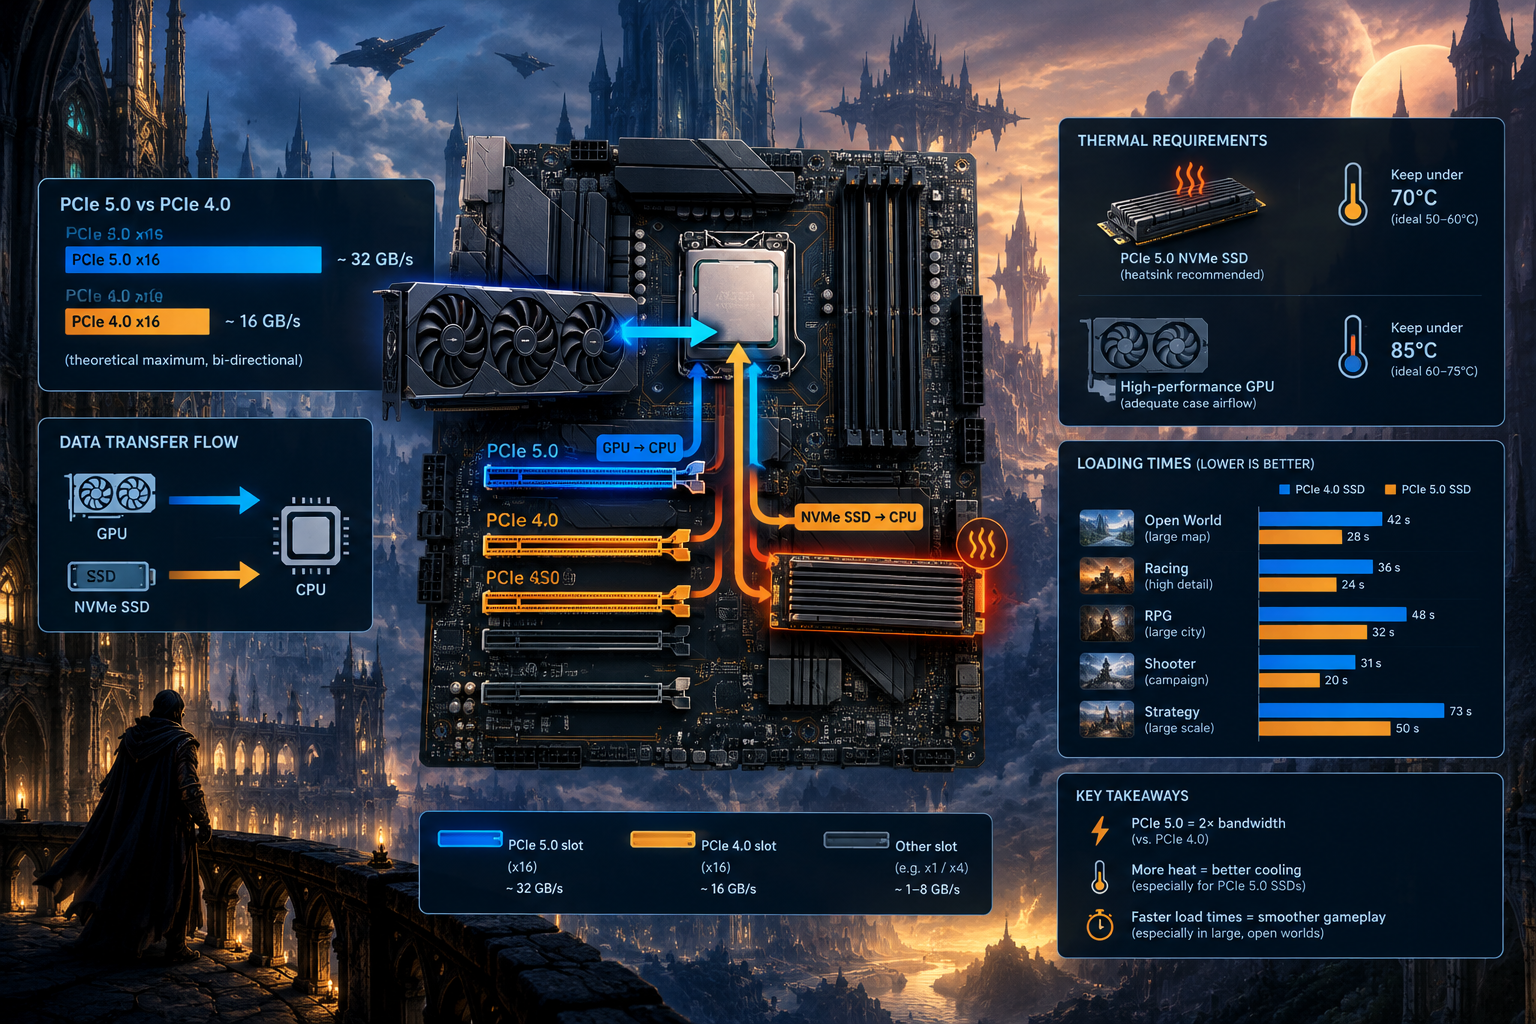 PCIe 5.0 vs PCIe 4.0
PCIe 5.0 x16
~ 32 GB/s
PCIe 4.0 x16
~ 16 GB/s
(theoretical maximum, bi-directional)
DATA TRANSFER FLOW
GPU
SSD
NVMe SSD
CPU
PCIe 5.0
GPU → CPU
PCIe 4.0
NVMe SSD → CPU
PCIe
PCIe 5.0 slot
(x16)
~ 32 GB/s
PCIe 4.0 slot
(x16)
~ 16 GB/s
Other slot
(e.g. x1 / x4)
~ 1–8 GB/s
THERMAL REQUIREMENTS
Keep under
70°C
(ideal 50–60°C)
PCIe 5.0 NVMe SSD
(heatsink recommended)
Keep under
85°C
(ideal 60–75°C)
High-performance GPU
(adequate case airflow)
LOADING TIMES (LOWER IS BETTER)
PCIe 4.0 SSD
PCIe 5.0 SSD
Open World
(large map)
42 s
28 s
Racing
(high detail)
36 s
24 s
RPG
(large city)
48 s
32 s
Shooter
(campaign)
31 s
20 s
Strategy
(large scale)
73 s
50 s
KEY TAKEAWAYS
PCIe 5.0 = 2× bandwidth
(vs. PCIe 4.0)
More heat = better cooling
(especially for PCIe 5.0 SSDs)
Faster load times = smoother gameplay
(especially in large, open worlds)